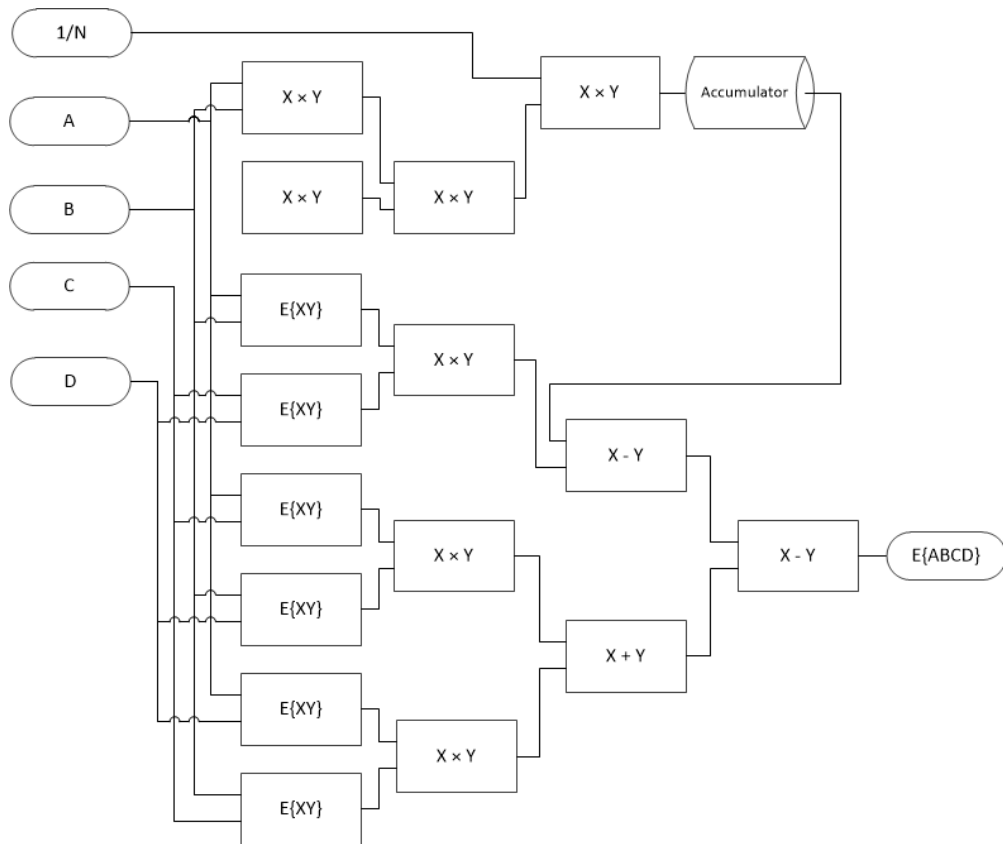 1/N
A
B
C
D
X × Y
X × Y
X × Y
X × Y
Accumulator
E{XY}
E{XY}
X × Y
E{XY}
E{XY}
X × Y
E{XY}
E{XY}
X × Y
X - Y
X + Y
X - Y
E{ABCD}